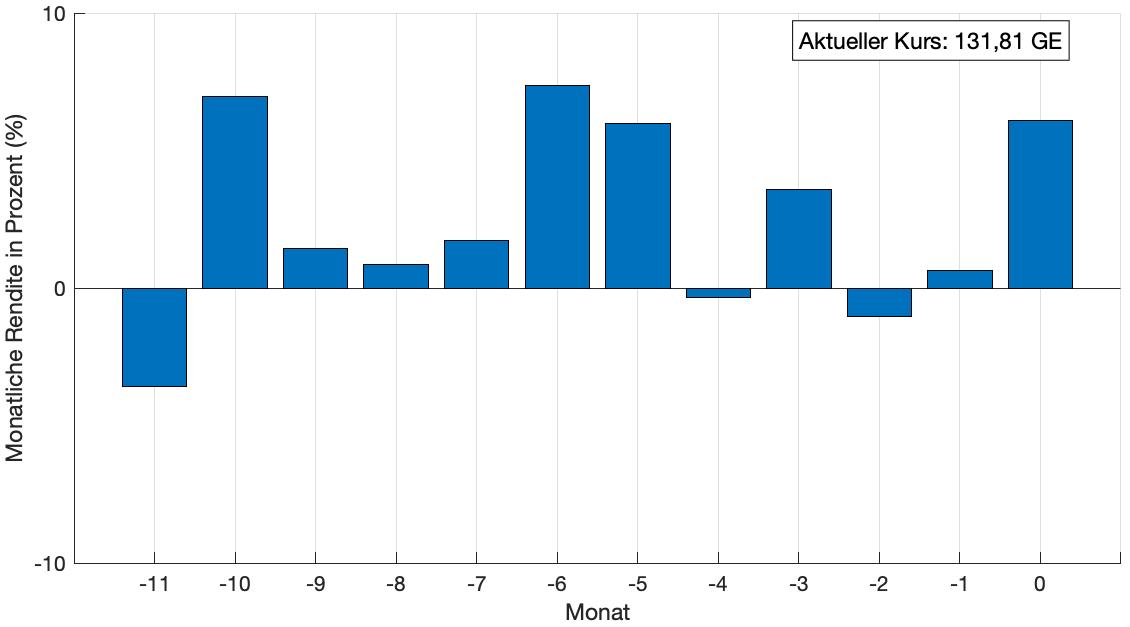 Aktueller Kurs: 131,81 GE
Monatliche Rendite in Prozent (%)
10
0
-10
-11 -10 -9 -8 -7 -6 -5 -4 -3 -2 -1 0
Monat